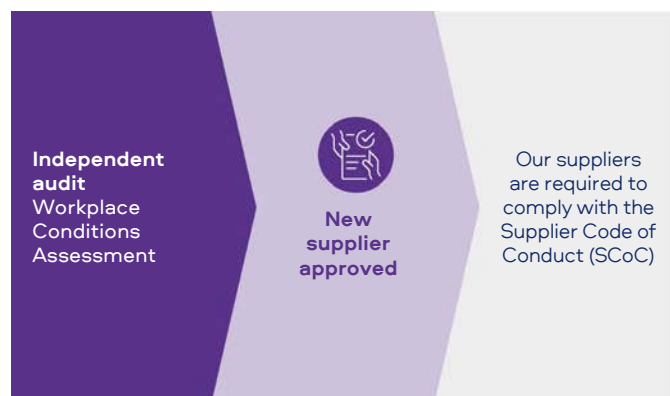 Independent
audit
Workplace
Conditions
Assessment
New
supplier
approved
Our suppliers
are required to
comply with the
Supplier Code of
Conduct (SCoC)